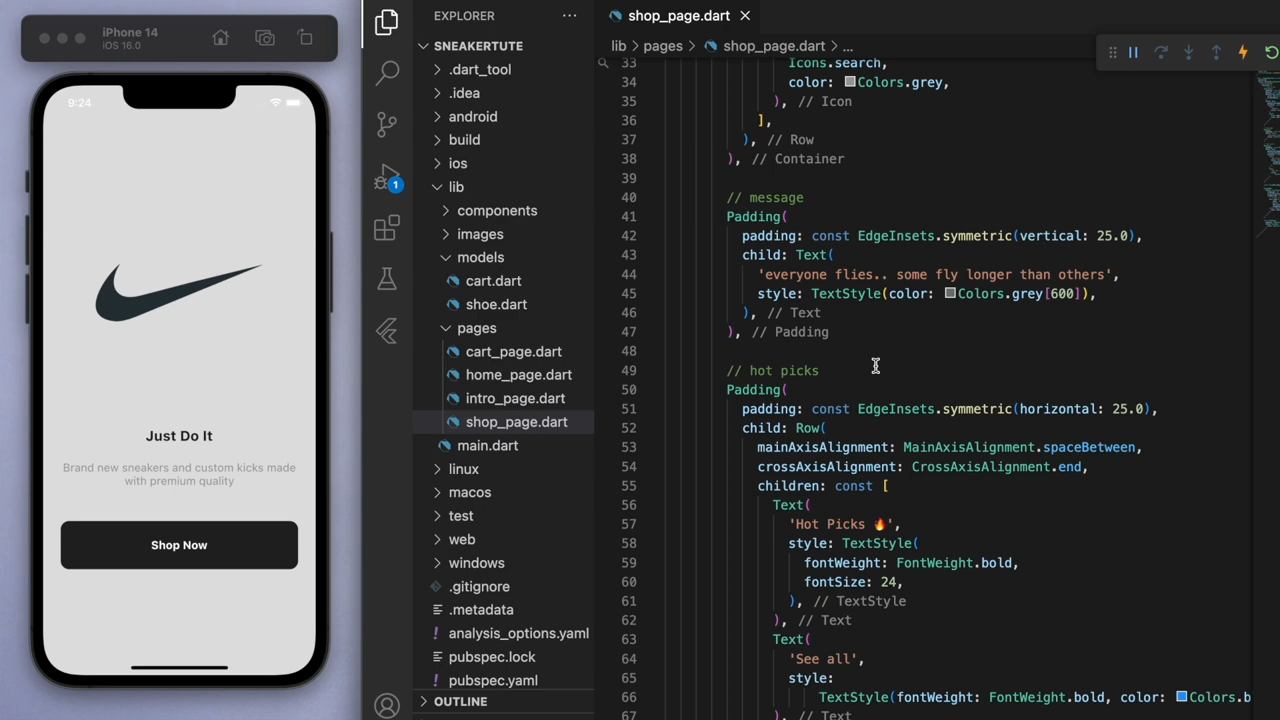 iPhone 14
iOS 16.0
9:24
Just Do It
Brand new sneakers and custom kicks made
with premium quality
Shop Now
1
EXPLORER
SNEAKERTUTE
.dart_tool
.idea
android
build
ios
lib
components
images
models
cart.dart
shoe.dart
pages
cart_page.dart
home_page.dart
intro_page.dart
shop_page.dart
main.dart
linux
macos
test
web
windows
.gitignore
.metadata
analysis_options.yaml
pubspec.lock
pubspec.yaml
OUTLINE
shop_page.dart
lib > pages > shop_page.dart > ...
33 Icons.search,
34 color: Colors.grey,
35 ), // Icon
36 ],
37 ), // Row
38 ), // Container
39
40 // message
41 Padding(
42 padding: const EdgeInsets.symmetric(vertical: 25.0),
43 child: Text(
44 'everyone flies.. some fly longer than others',
45 style: TextStyle(color: Colors.grey[600]),
46 ), // Text
47 ), // Padding
48
49 // hot picks
50 Padding(
51 padding: const EdgeInsets.symmetric(horizontal: 25.0),
52 child: Row(
53 mainAxisAlignment: MainAxisAlignment.spaceBetween,
54 crossAxisAlignment: CrossAxisAlignment.end,
55 children: const [
56 Text(
57 'Hot Picks 🔥',
58 style: TextStyle(
59 fontWeight: FontWeight.bold,
60 fontSize: 24,
61 ), // TextStyle
62 ), // Text
63 Text(
64 'See all',
65 style:
66 TextStyle(fontWeight: FontWeight.bold, color: Colors.b
67 ), // Text